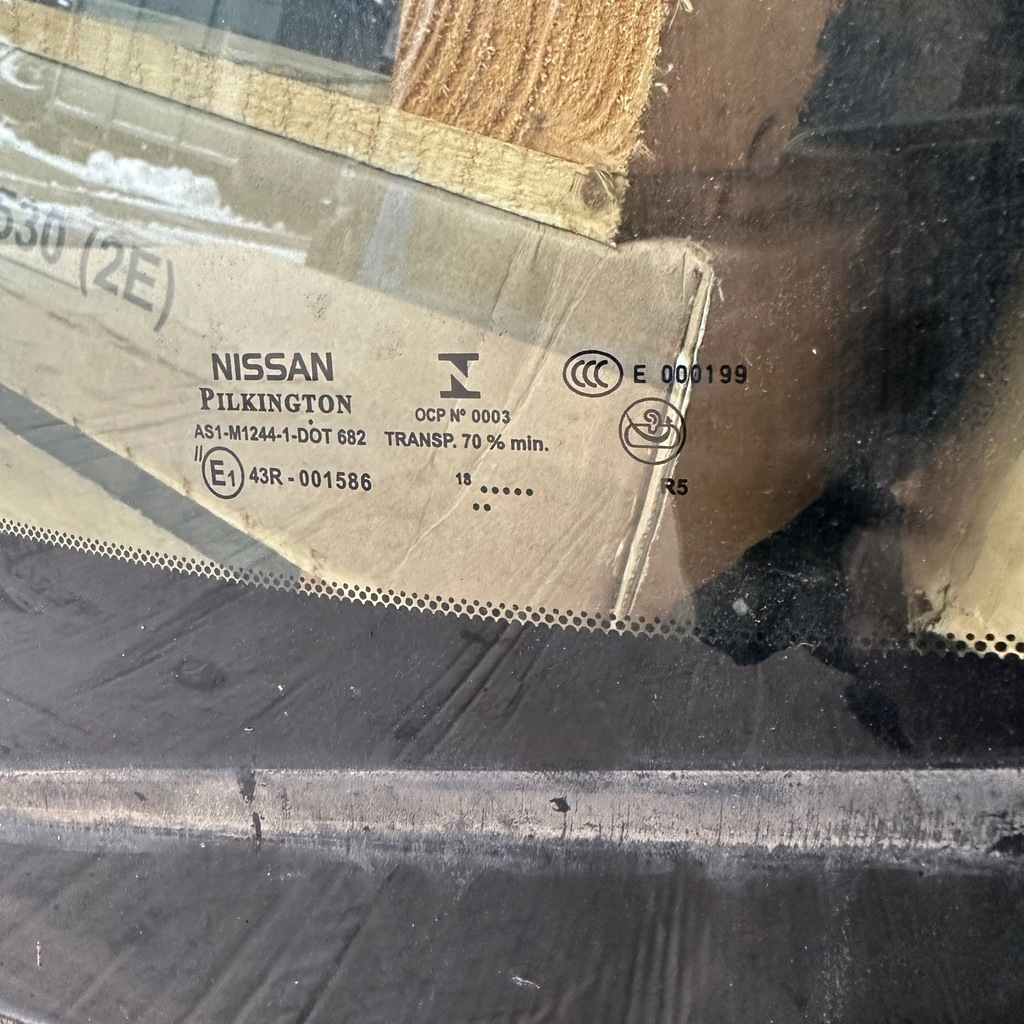 530 (2E)
NISSAN
PILKINGTON
AS1-M1244-1-DOT 682
II
E1 43R - 001586
OCP Nº 0003
TRANSP. 70 % min.
18 .....
..
CCC E 000199
R5